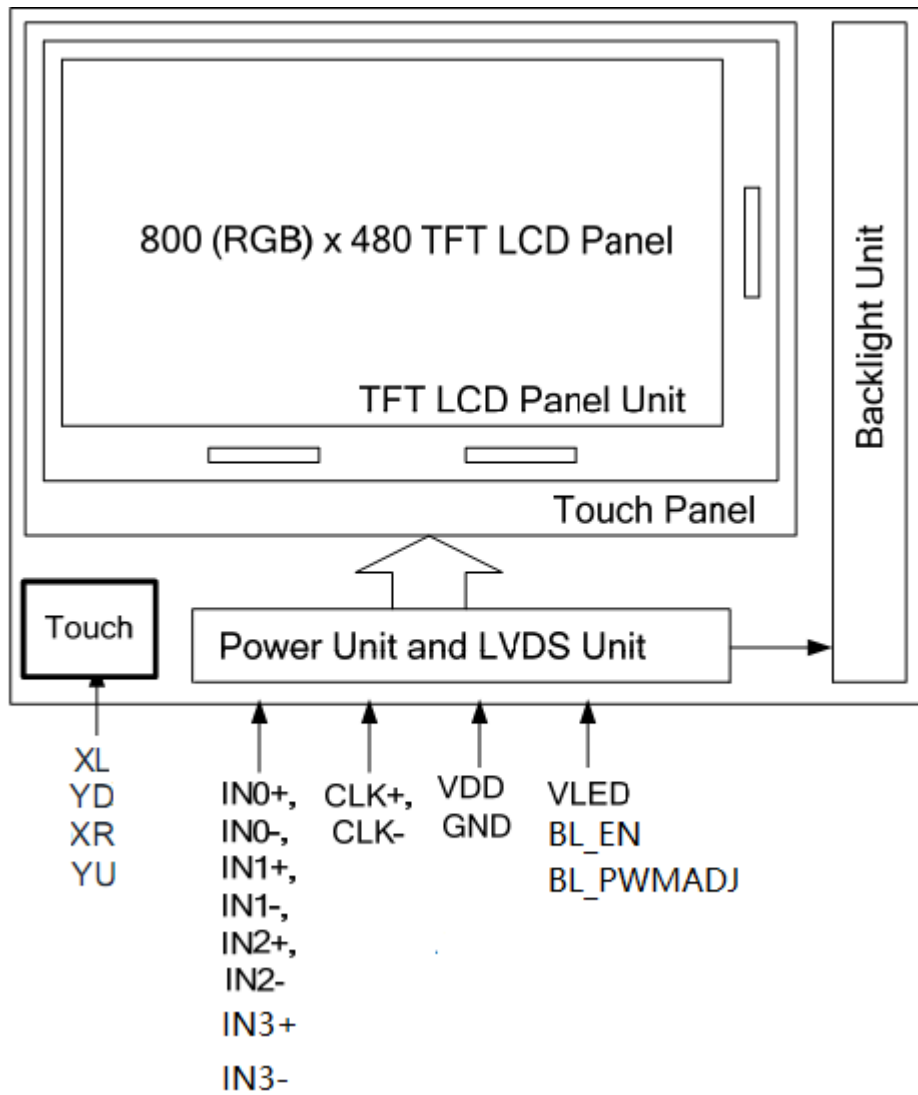 800 (RGB) x 480 TFT LCD Panel
TFT LCD Panel Unit
Touch Panel
Backlight Unit
Touch
Power Unit and LVDS Unit
XL
YD
XR
YU
IN0+,
IN0-,
IN1+,
IN1-,
IN2+,
IN2-
IN3+
IN3-
CLK+,
CLK-
VDD
GND
VLED
BL_EN
BL_PWMADJ